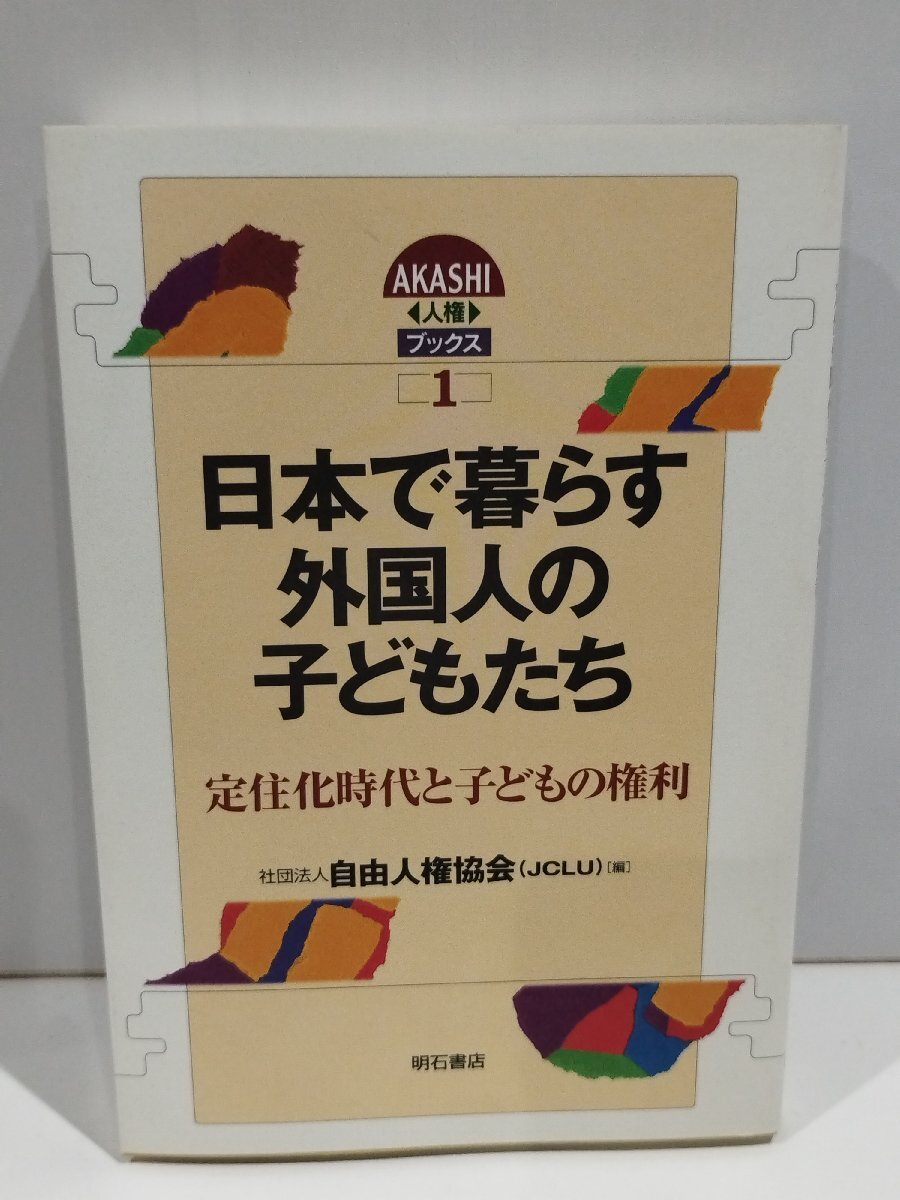 AKASHI
人権
ブックス
1
日本で暮らす
外国人の
子どもたち
定住化時代と子どもの権利
社団法人 自由人権協会(JCLU)[編]
明石書店